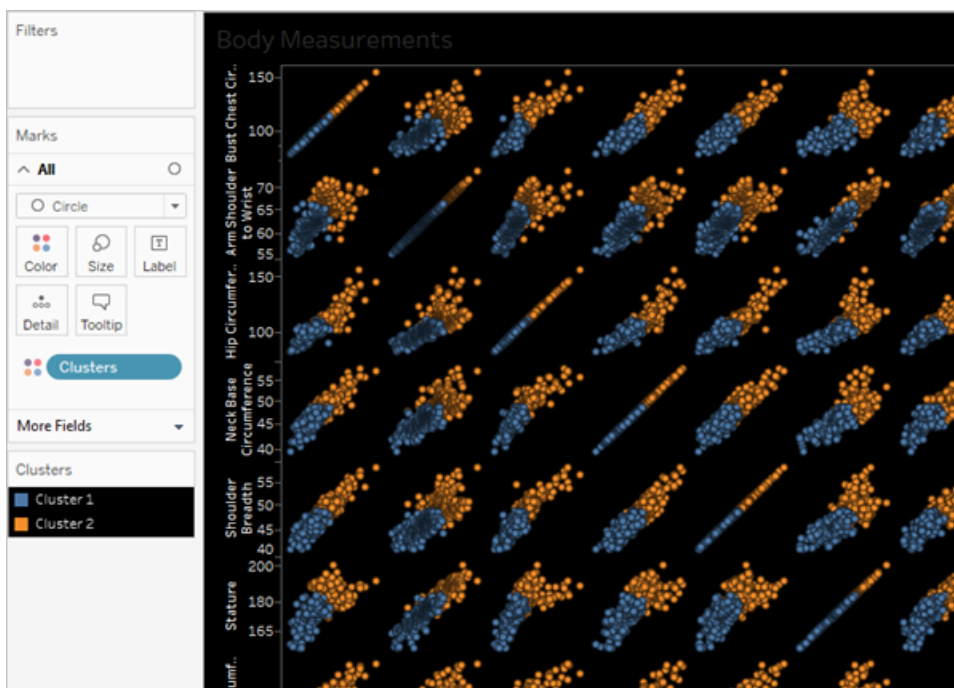 Filters
Marks
All
Circle
Color
Size
Label
Detail
Tooltip
Clusters
More Fields
Clusters
Cluster 1
Cluster 2
Body Measurements
Bust Chest Cir..
150
100
Arm Shoulder
to Wrist
70
65
60
55
Hip Circumfer..
150
100
Neck Base
Circumference
55
50
45
40
Shoulder
Breadth
55
50
45
40
Stature
200
180
165
umf..